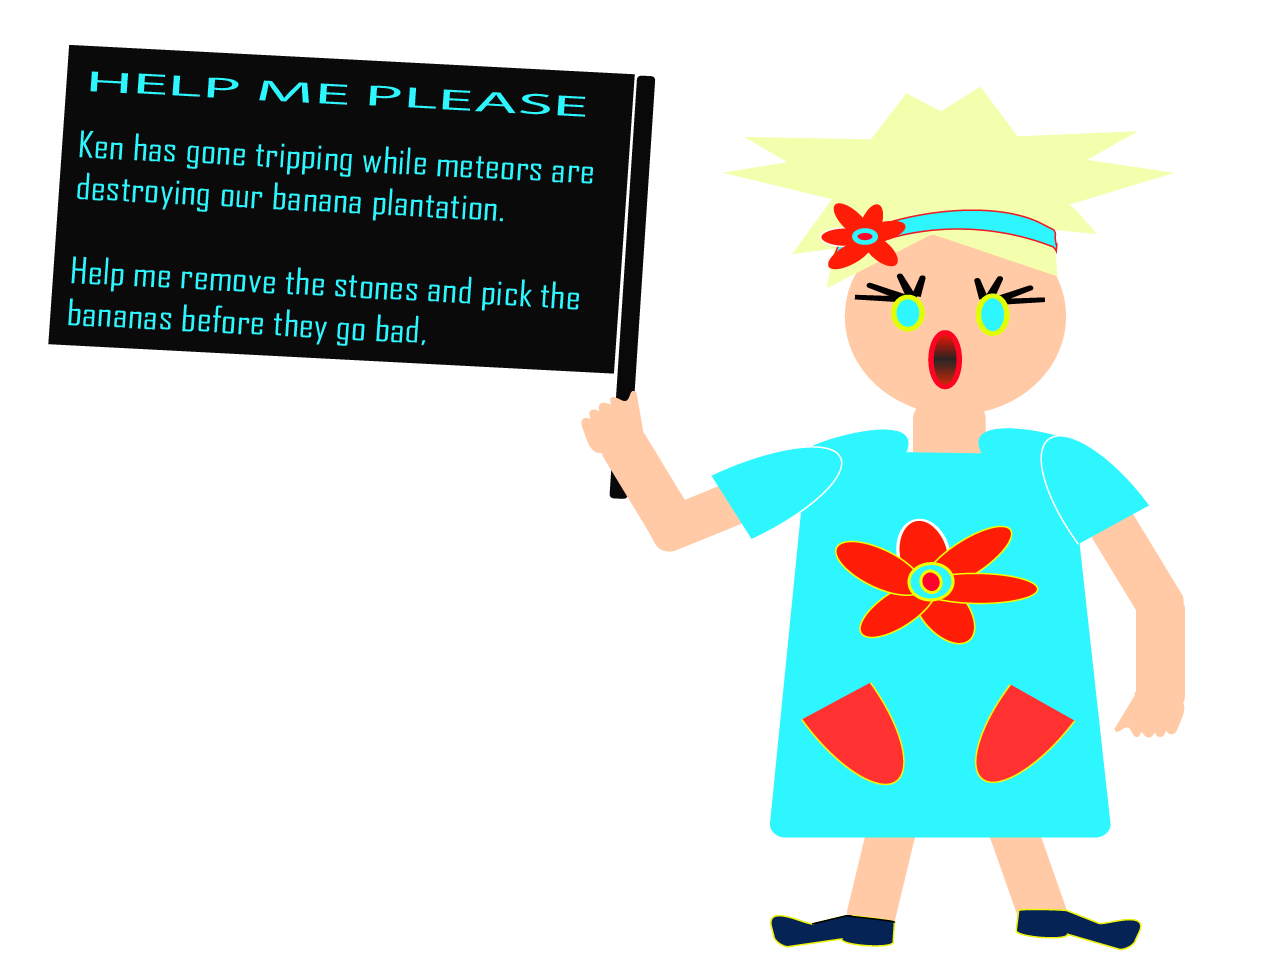 HELP ME PLEASE
Ken has gone tripping while meteors are
destroying our banana plantation.
Help me remove the stones and pick the
bananas before they go bad,